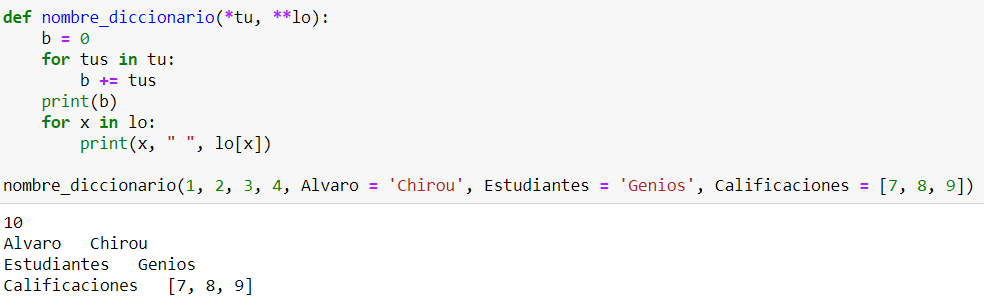 def nombre_diccionario(*tu, **lo):
    b = 0
    for tus in tu:
        b += tus
    print(b)
    for x in lo:
        print(x, " ", lo[x])

nombre_diccionario(1, 2, 3, 4, Alvaro = 'Chirou', Estudiantes = 'Genios', Calificaciones = [7, 8, 9])
10
Alvaro   Chirou
Estudiantes   Genios
Calificaciones   [7, 8, 9]